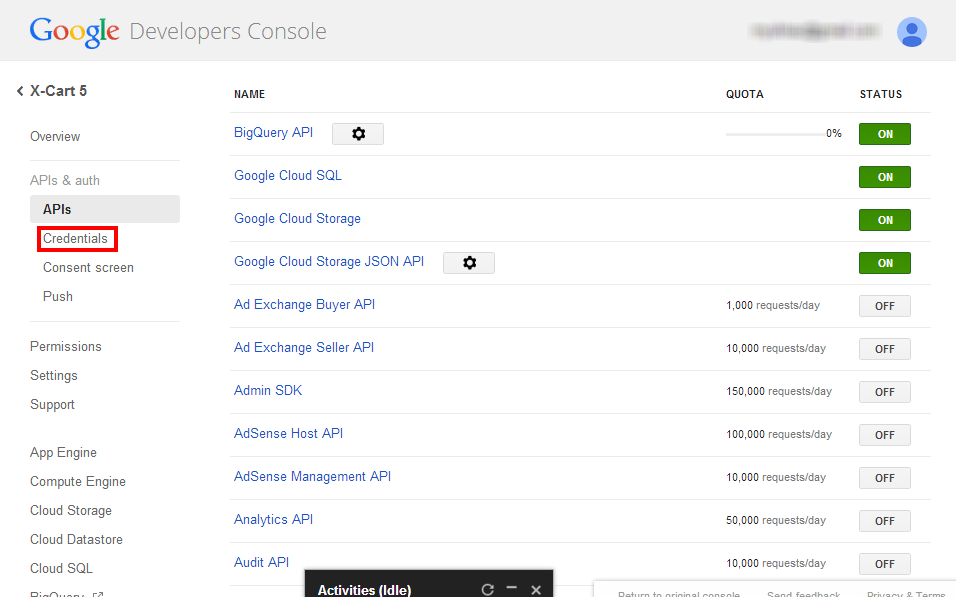 Google Developers Console
X-Cart 5
Overview
APIs & auth
APIs
Credentials
Consent screen
Push
Permissions
Settings
Support
App Engine
Compute Engine
Cloud Storage
Cloud Datastore
Cloud SQL
BigQuery
NAME QUOTA STATUS
BigQuery API 0% ON
Google Cloud SQL ON
Google Cloud Storage ON
Google Cloud Storage JSON API ON
Ad Exchange Buyer API 1,000 requests/day OFF
Ad Exchange Seller API 10,000 requests/day OFF
Admin SDK 150,000 requests/day OFF
AdSense Host API 100,000 requests/day OFF
AdSense Management API 10,000 requests/day OFF
Analytics API 50,000 requests/day OFF
Audit API 10,000 requests/day OFF
Activities (Idle)
Return to original console Send feedback Privacy & Terms